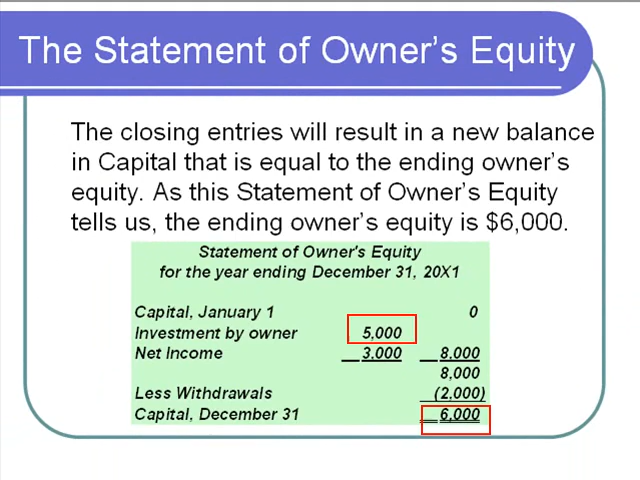 The Statement of Owner's Equity
The closing entries will result in a new balance
in Capital that is equal to the ending owner's
equity. As this Statement of Owner's Equity
tells us, the ending owner's equity is $6,000.
Statement of Owner's Equity
for the year ending December 31, 20X1
Capital, January 1 0
Investment by owner 5,000
Net Income 3,000 8,000
8,000
Less Withdrawals (2,000)
Capital, December 31 6,000